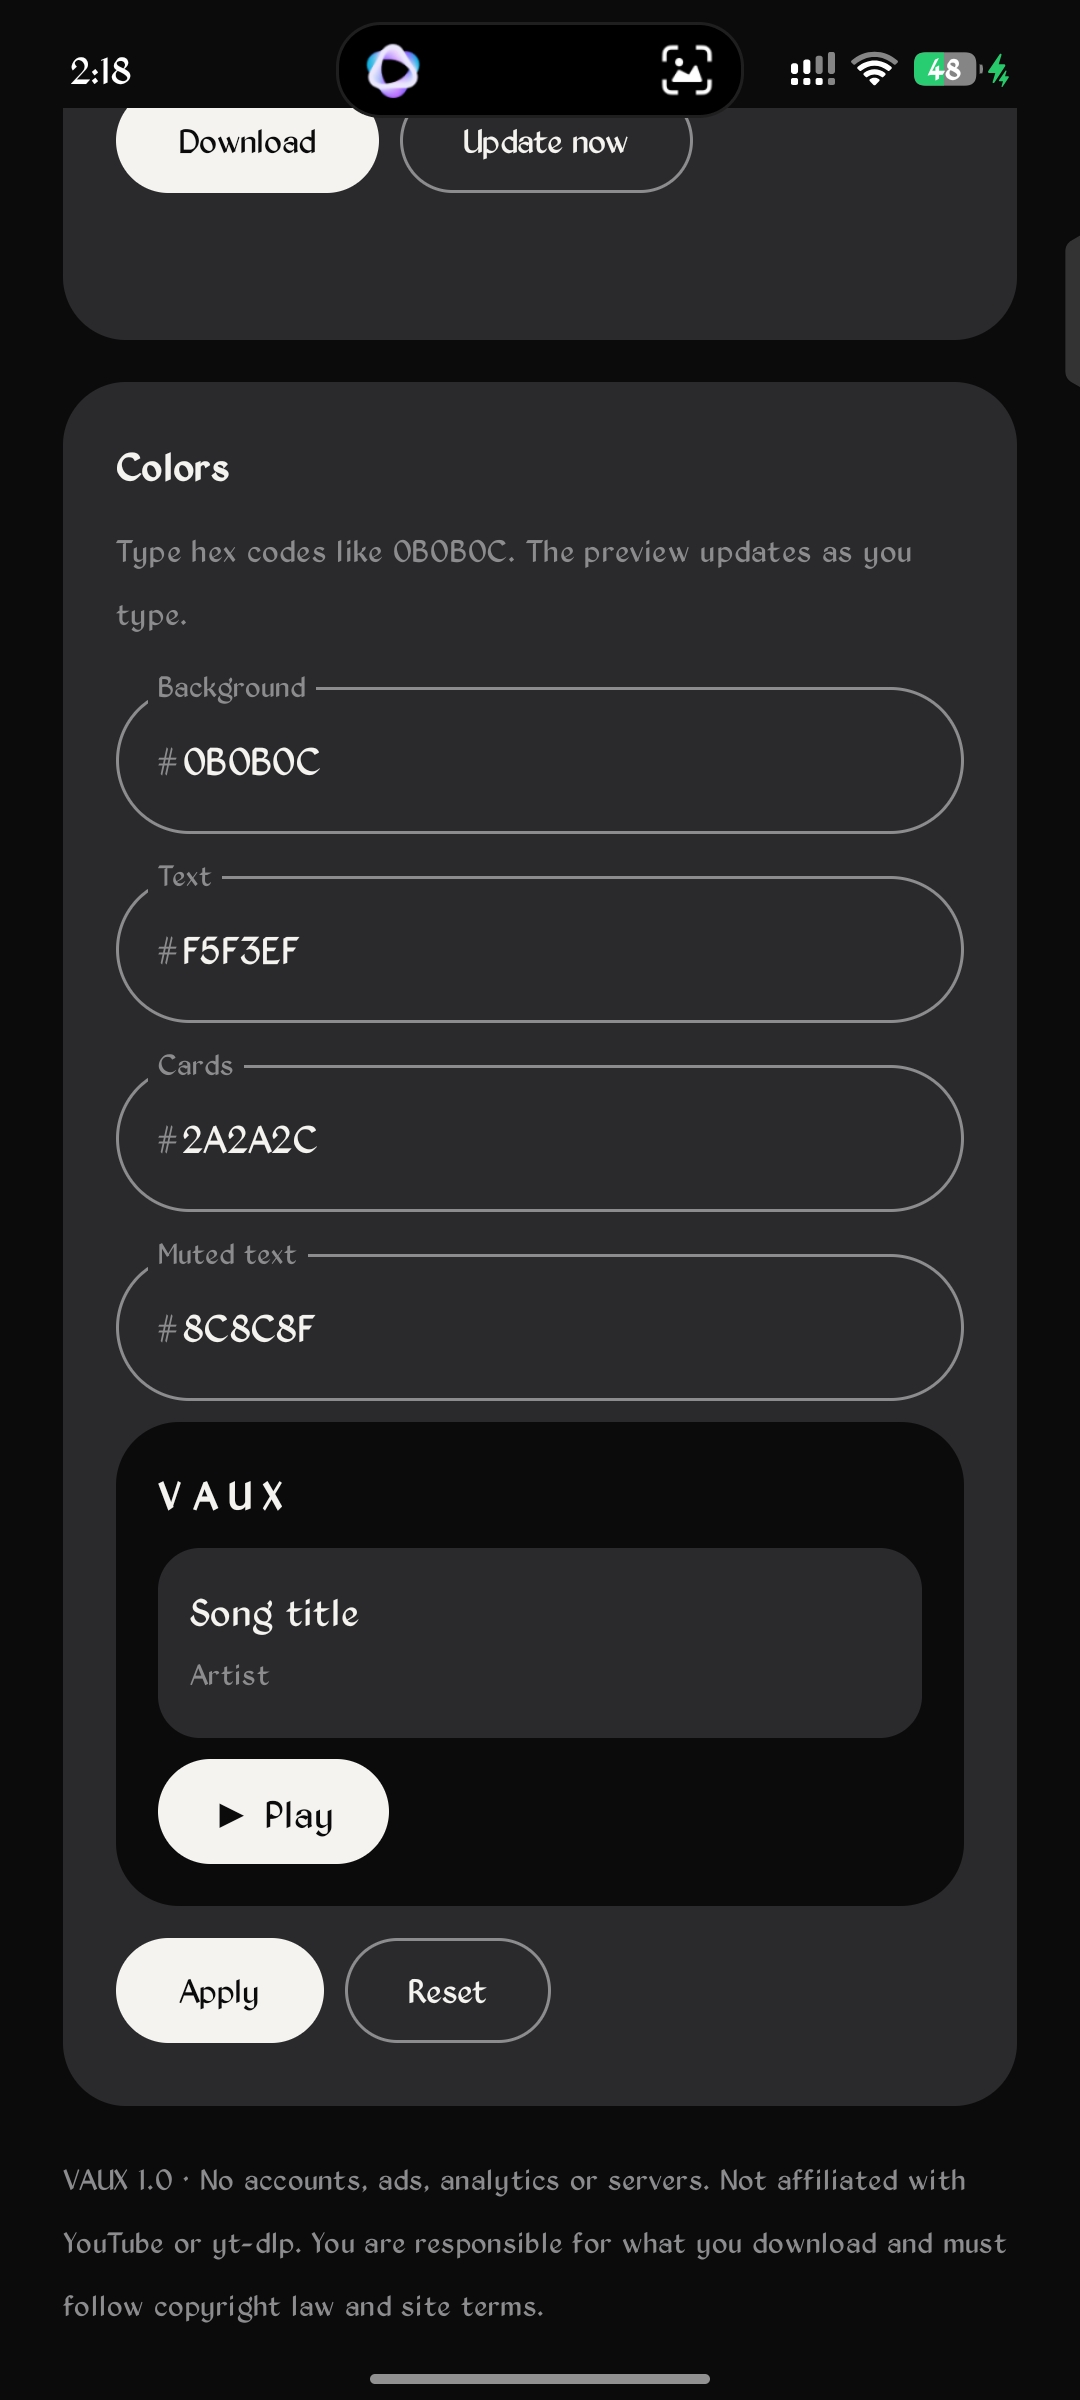 2:18
48
Download
Update now
Colors
Type hex codes like 0B0B0C. The preview updates as you
type.
Background
#0B0B0C
Text
#F5F3EF
Cards
#2A2A2C
Muted text
#8C8C8F
VAUX
Song title
Artist
▶ Play
Apply
Reset
VAUX 1.0 · No accounts, ads, analytics or servers. Not affiliated with
YouTube or yt-dlp. You are responsible for what you download and must
follow copyright law and site terms.